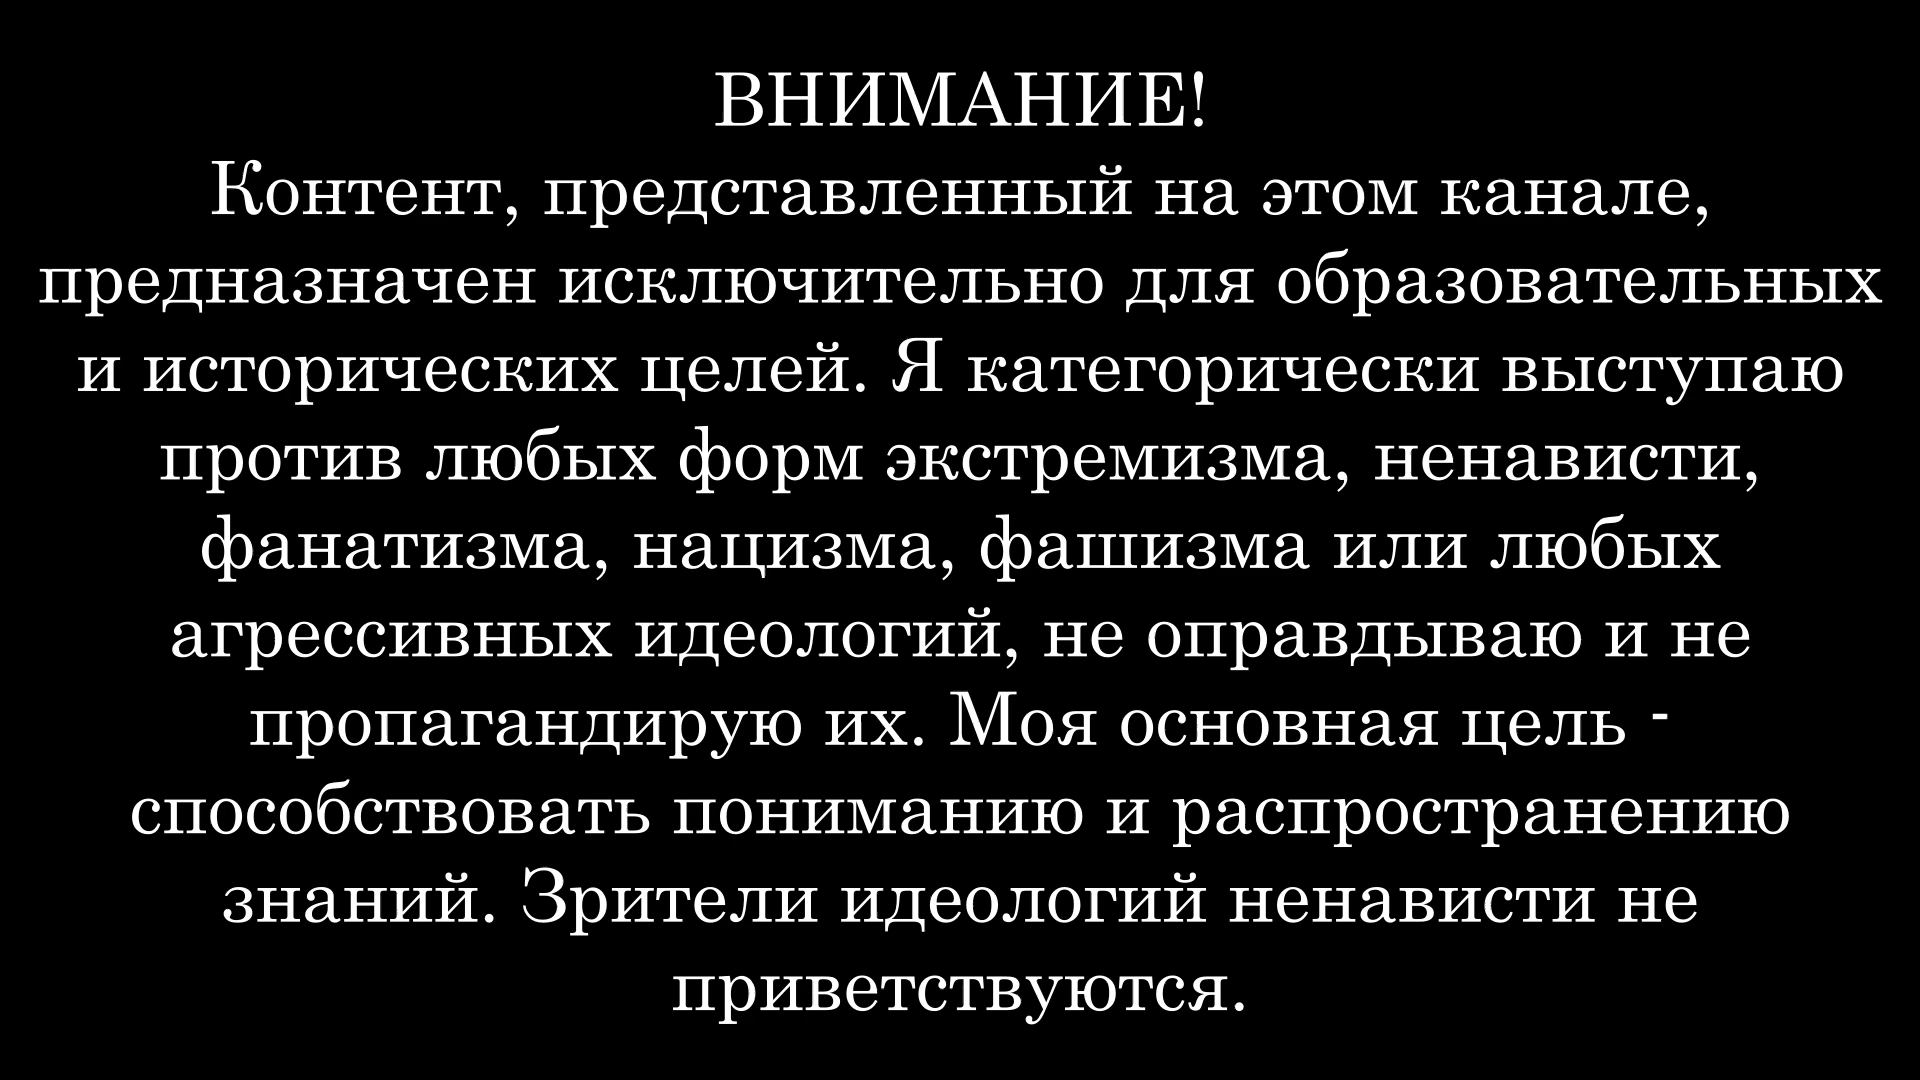 ВНИМАНИЕ!
Контент, представленный на этом канале,
предназначен исключительно для образовательных
и исторических целей. Я категорически выступаю
против любых форм экстремизма, ненависти,
фанатизма, нацизма, фашизма или любых
агрессивных идеологий, не оправдываю и не
пропагандирую их. Моя основная цель -
способствовать пониманию и распространению
знаний. Зрители идеологий ненависти не
приветствуются.